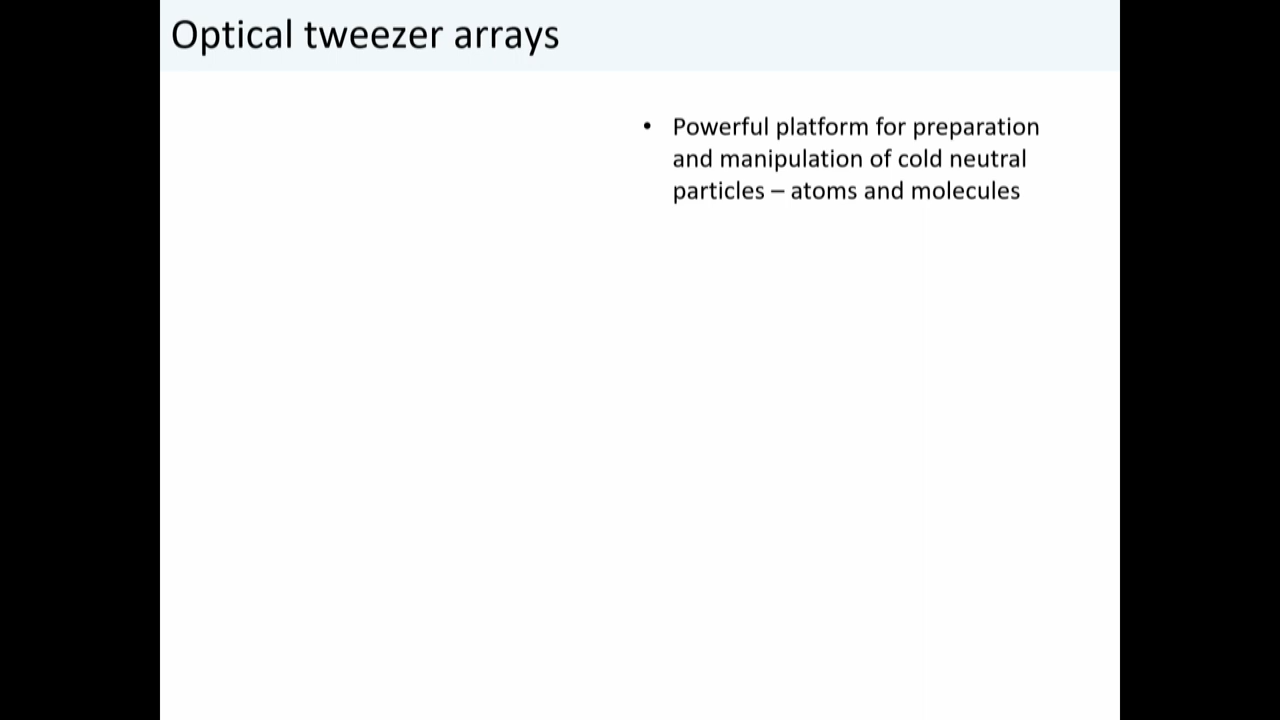 Optical tweezer arrays
• Powerful platform for preparation
and manipulation of cold neutral
particles – atoms and molecules